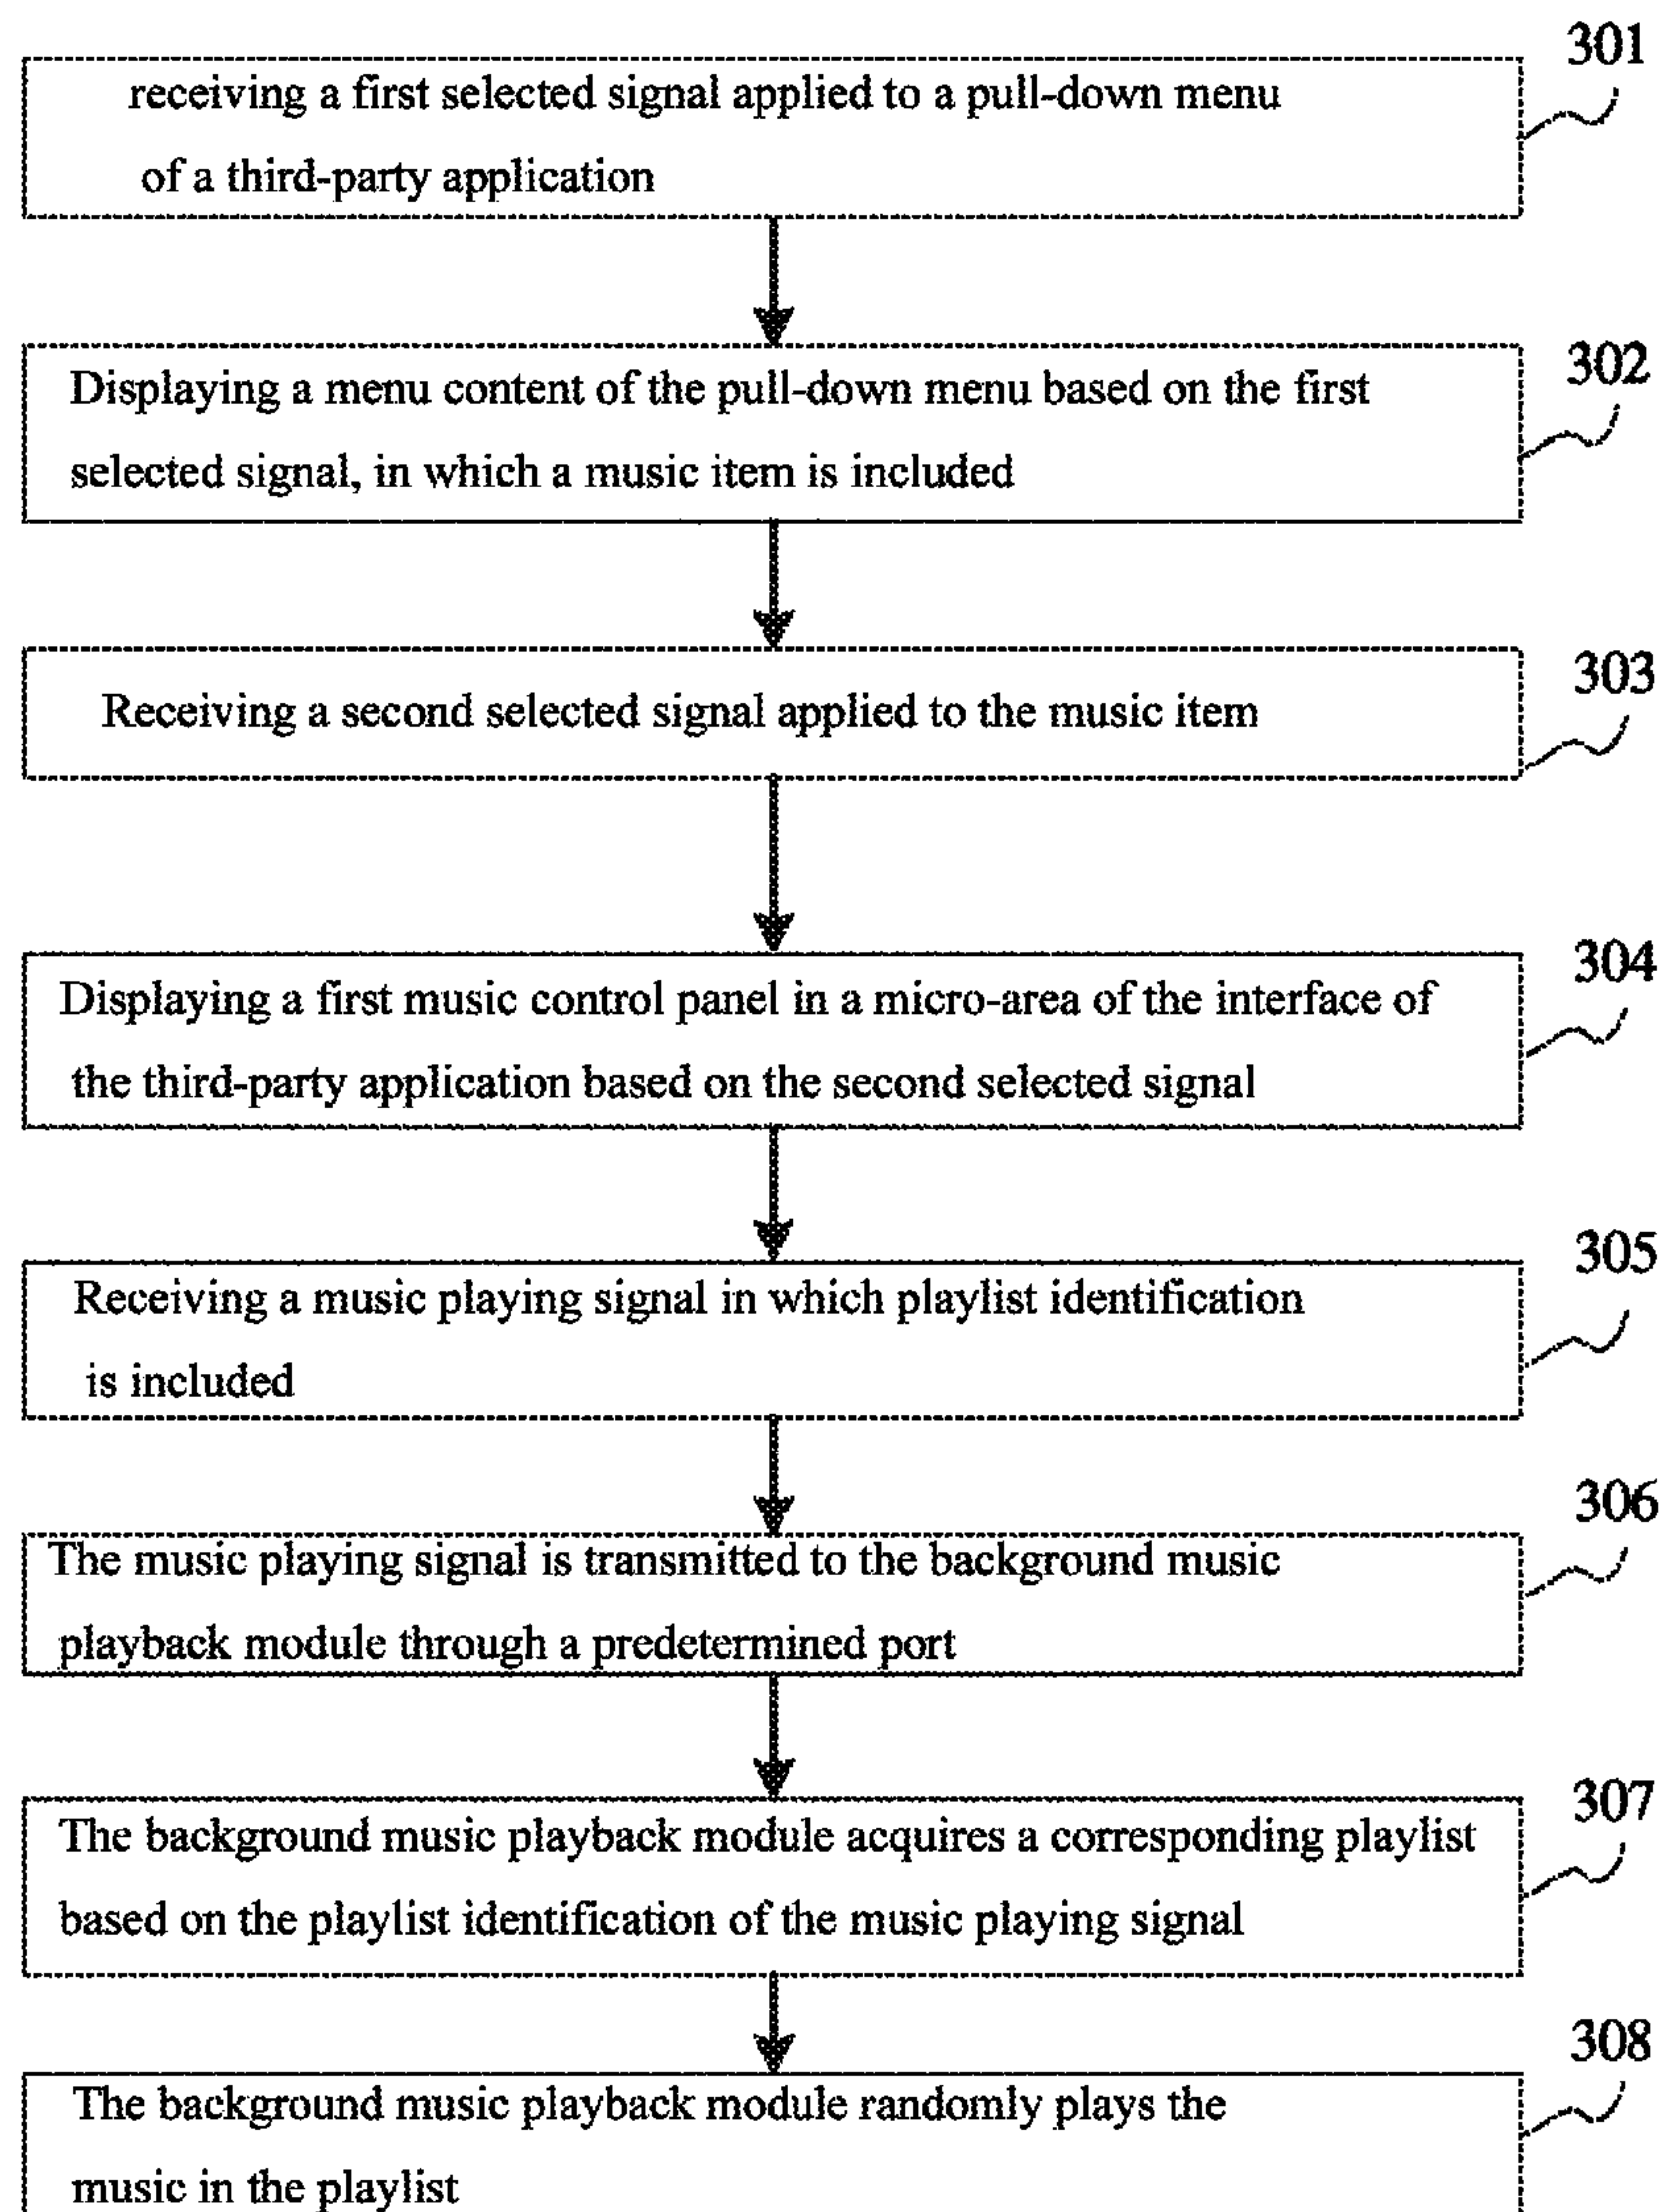 301
receiving a first selected signal applied to a pull-down menu
of a third-party application
302
Displaying a menu content of the pull-down menu based on the first
selected signal, in which a music item is included
303
Receiving a second selected signal applied to the music item
304
Displaying a first music control panel in a micro-area of the interface of
the third-party application based on the second selected signal
305
Receiving a music playing signal in which playlist identification
is included
306
The music playing signal is transmitted to the background music
playback module through a predetermined port
307
The background music playback module acquires a corresponding playlist
based on the playlist identification of the music playing signal
308
The background music playback module randomly plays the
music in the playlist